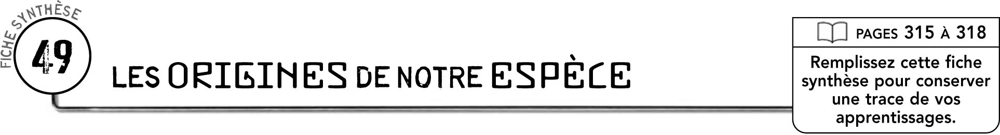 FICHE SYNTHÈSE
49
LES ORIGINES DE NOTRE ESPÈCE
PAGES 315 À 318
Remplissez cette fiche
synthèse pour conserver
une trace de vos
apprentissages.